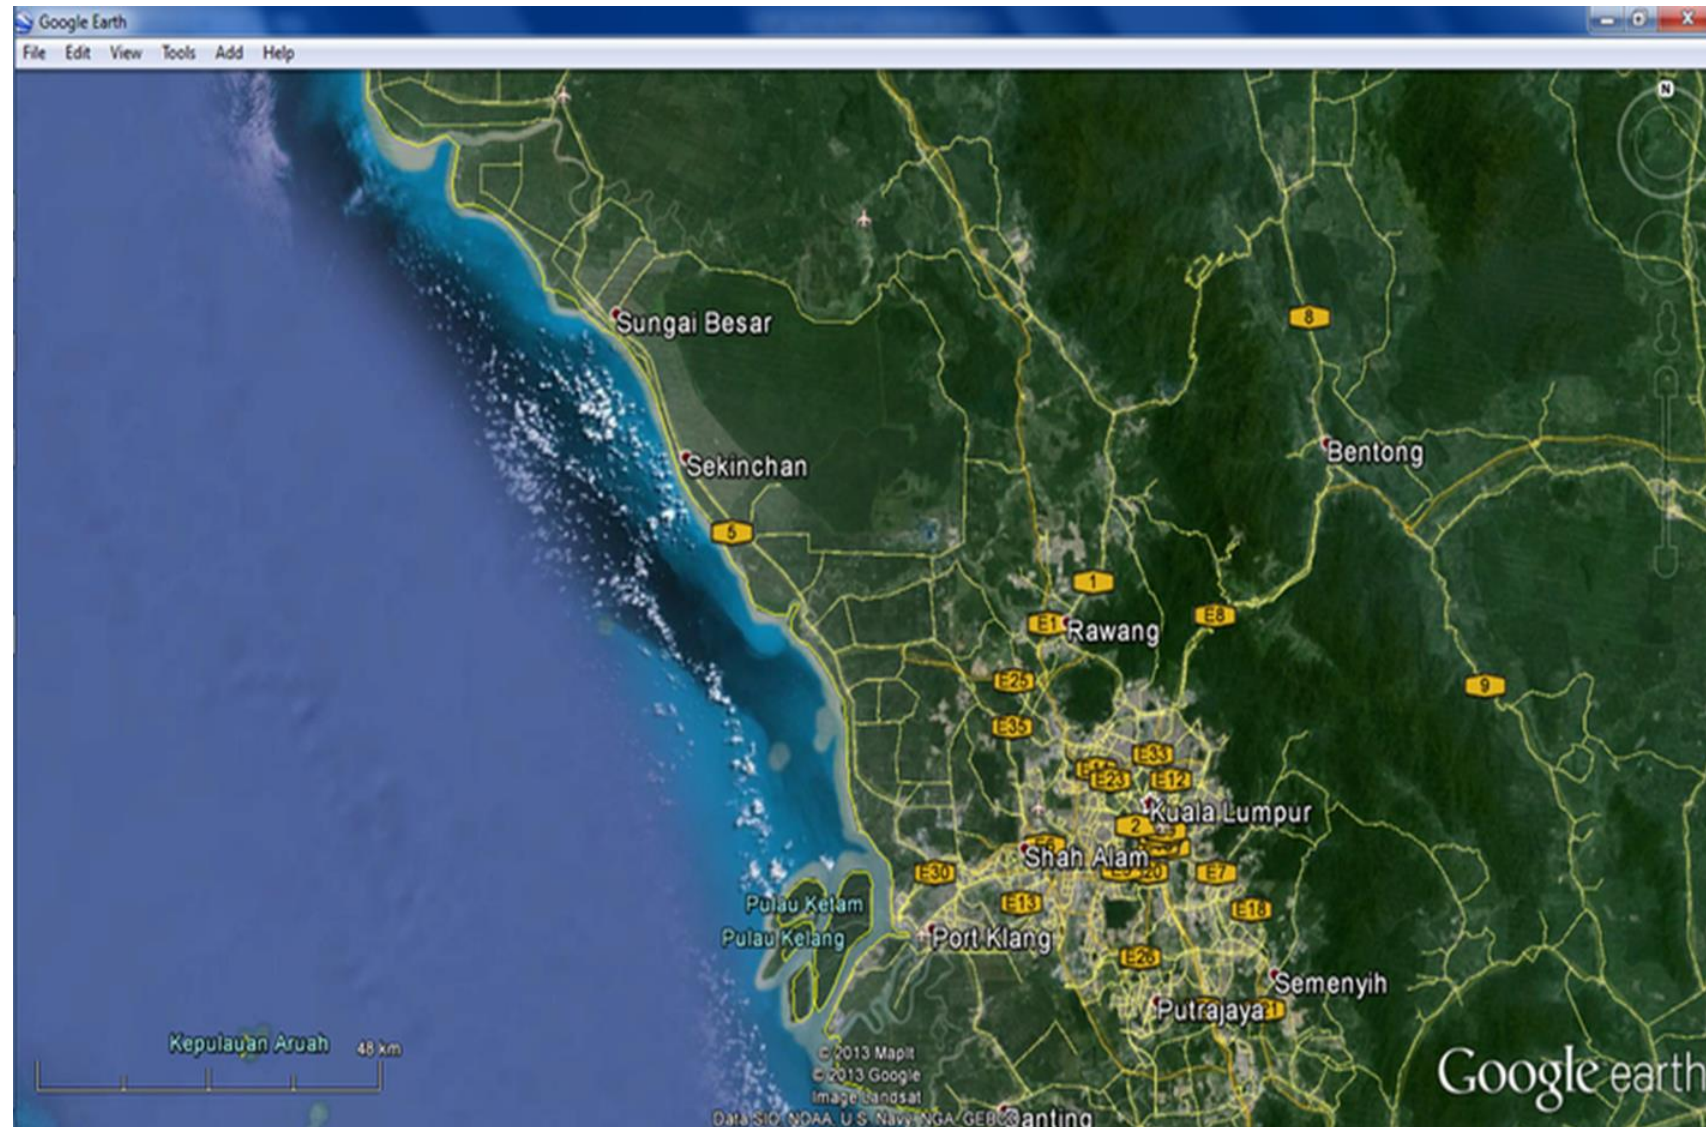 Google Earth
File Edit View Tools Add Help
N
Sungai Besar
8
Bentong
Sekinchan
5
1
E1
Rawang
E8
E25
9
E35
E33
E23
E12
Kuala Lumpur
2
Shah Alam
E30
20
E7
Pulau Ketam
E13
E18
Pulau Kelang
Port Klang
E26
Semenyih
Putrajaya
Kepulauan Aruah
48 km
© 2013 MapIt
© 2013 Google
Image Landsat
Data SIO, NOAA, U.S. Navy, NGA, GEBCO
Banting
Google earth